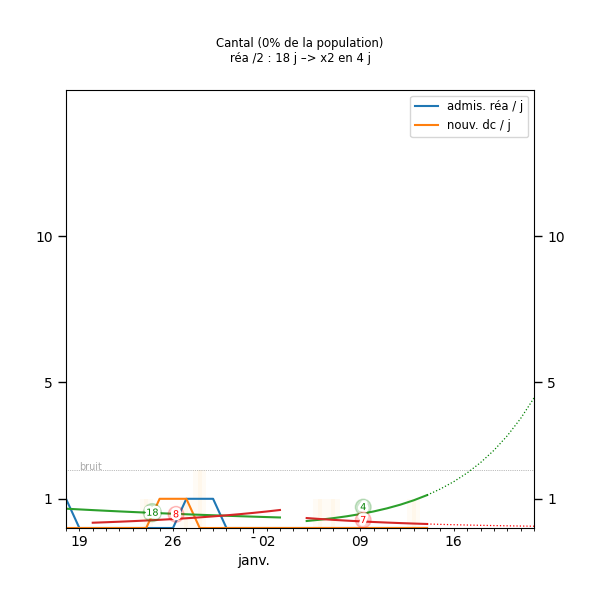 Cantal (0% de la population)
réa /2 : 18 j –> x2 en 4 j
admis. réa / j
nouv. dc / j
10
10
5
5
bruit
1
1
18
8
4
7
19
26
02
09
16
janv.